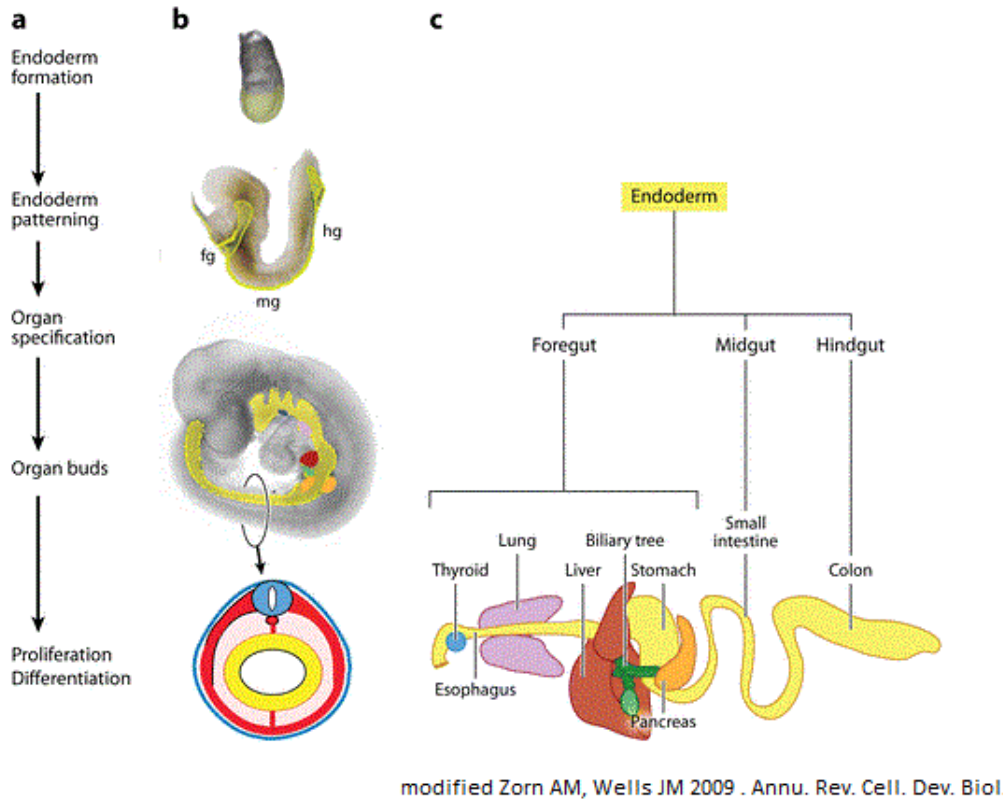 a
b
c
Endoderm
formation
Endoderm
patterning
Organ
specification
Organ buds
Proliferation
Differentiation
fg
hg
mg
Endoderm
Foregut
Midgut
Hindgut
Small
intestine
Lung
Biliary tree
Thyroid
Liver
Stomach
Colon
Esophagus
Pancreas
modified Zorn AM, Wells JM 2009 . Annu. Rev. Cell. Dev. Biol